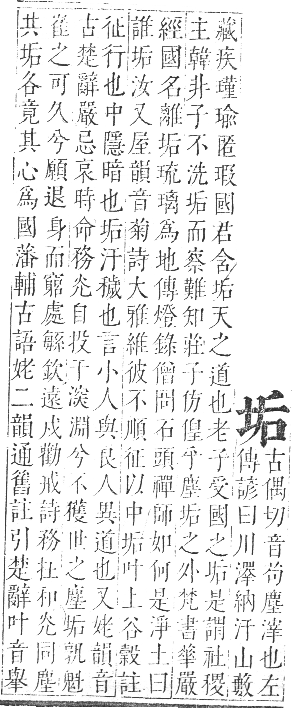 垢
古偶切音苟塵滓也左
傳諺曰川澤納汙山藪
藏疾瑾瑜匿瑕國君含垢天之道也老子受國之垢是謂社稷
主韓非子不洗垢而察難知莊子彷徨乎塵垢之外梵書華嚴
經國名離垢琉璃爲地傳燈錄僧問石頭禪師如何是淨土曰
誰垢汝又屋韻音菊詩大雅維彼不順征以中垢叶上谷穀註
征行也中隱暗也垢汙穢也言小人與良人異道也又姥韻音
古楚辭嚴忌哀時命務光自投于深淵兮不獲世之塵垢孰魁
摧之可久兮願退身而窮處緐欽遠戍勸戒詩務在和光同塵
共垢各竟其心爲國藩輔古語姥二韻通舊註引楚辭叶音舉